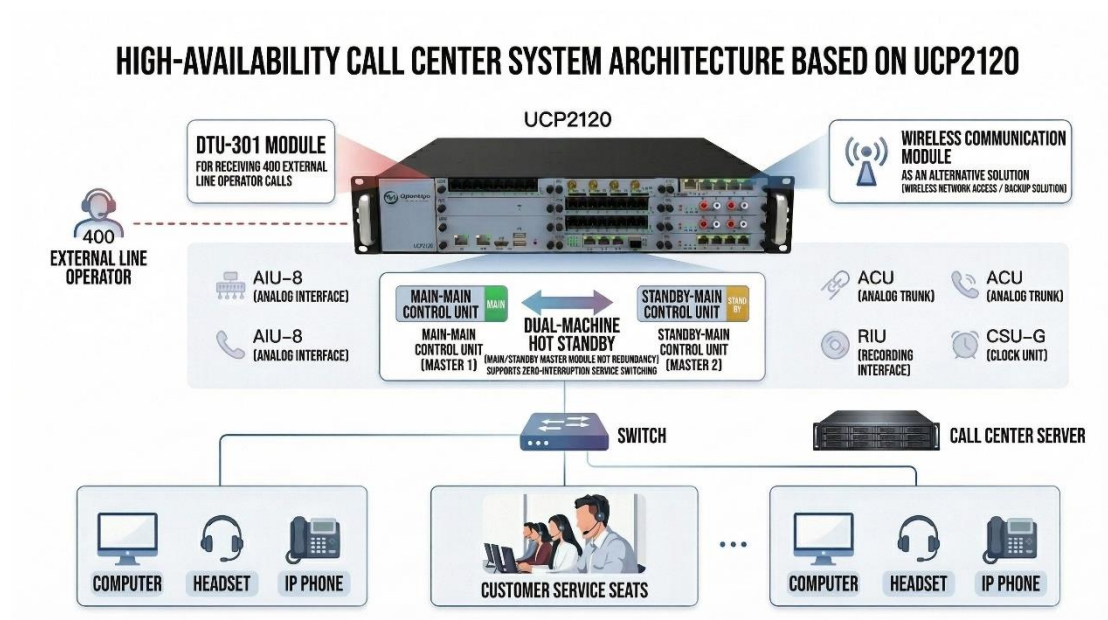 HIGH-AVAILABILITY CALL CENTER SYSTEM ARCHITECTURE BASED ON UCP2120
UCP2120
DTU-301 MODULE
FOR RECEIVING 400 EXTERNAL
LINE OPERATOR CALLS
WIRELESS COMMUNICATION
MODULE
AS AN ALTERNATIVE SOLUTION
(WIRELESS NETWORK ACCESS / BACKUP SOLUTION)
400
EXTERNAL LINE
OPERATOR
UCP2120
AIU-8
(ANALOG INTERFACE)
AIU-8
(ANALOG INTERFACE)
MAIN-MAIN
CONTROL UNIT
MAIN
STANDBY-MAIN
CONTROL UNIT
STAND
BY
DUAL-MACHINE
HOT STANDBY
MAIN-MAIN
CONTROL UNIT
(MASTER 1)
(MAIN/STANDBY MASTER MODULE NOT REDUNDANCY)
SUPPORTS ZERO-INTERRUPTION SERVICE SWITCHING
STANDBY-MAIN
CONTROL UNIT
(MASTER 2)
ACU
(ANALOG TRUNK)
ACU
(ANALOG TRUNK)
RIU
(RECORDING
INTERFACE)
CSU-G
(CLOCK UNIT)
SWITCH
CALL CENTER SERVER
COMPUTER
HEADSET
IP PHONE
CUSTOMER SERVICE SEATS
...
COMPUTER
HEADSET
IP PHONE